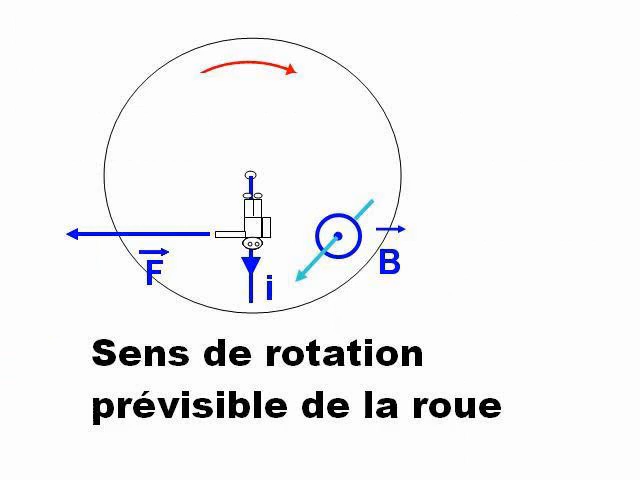 B
F
i
Sens de rotation
prévisible de la roue